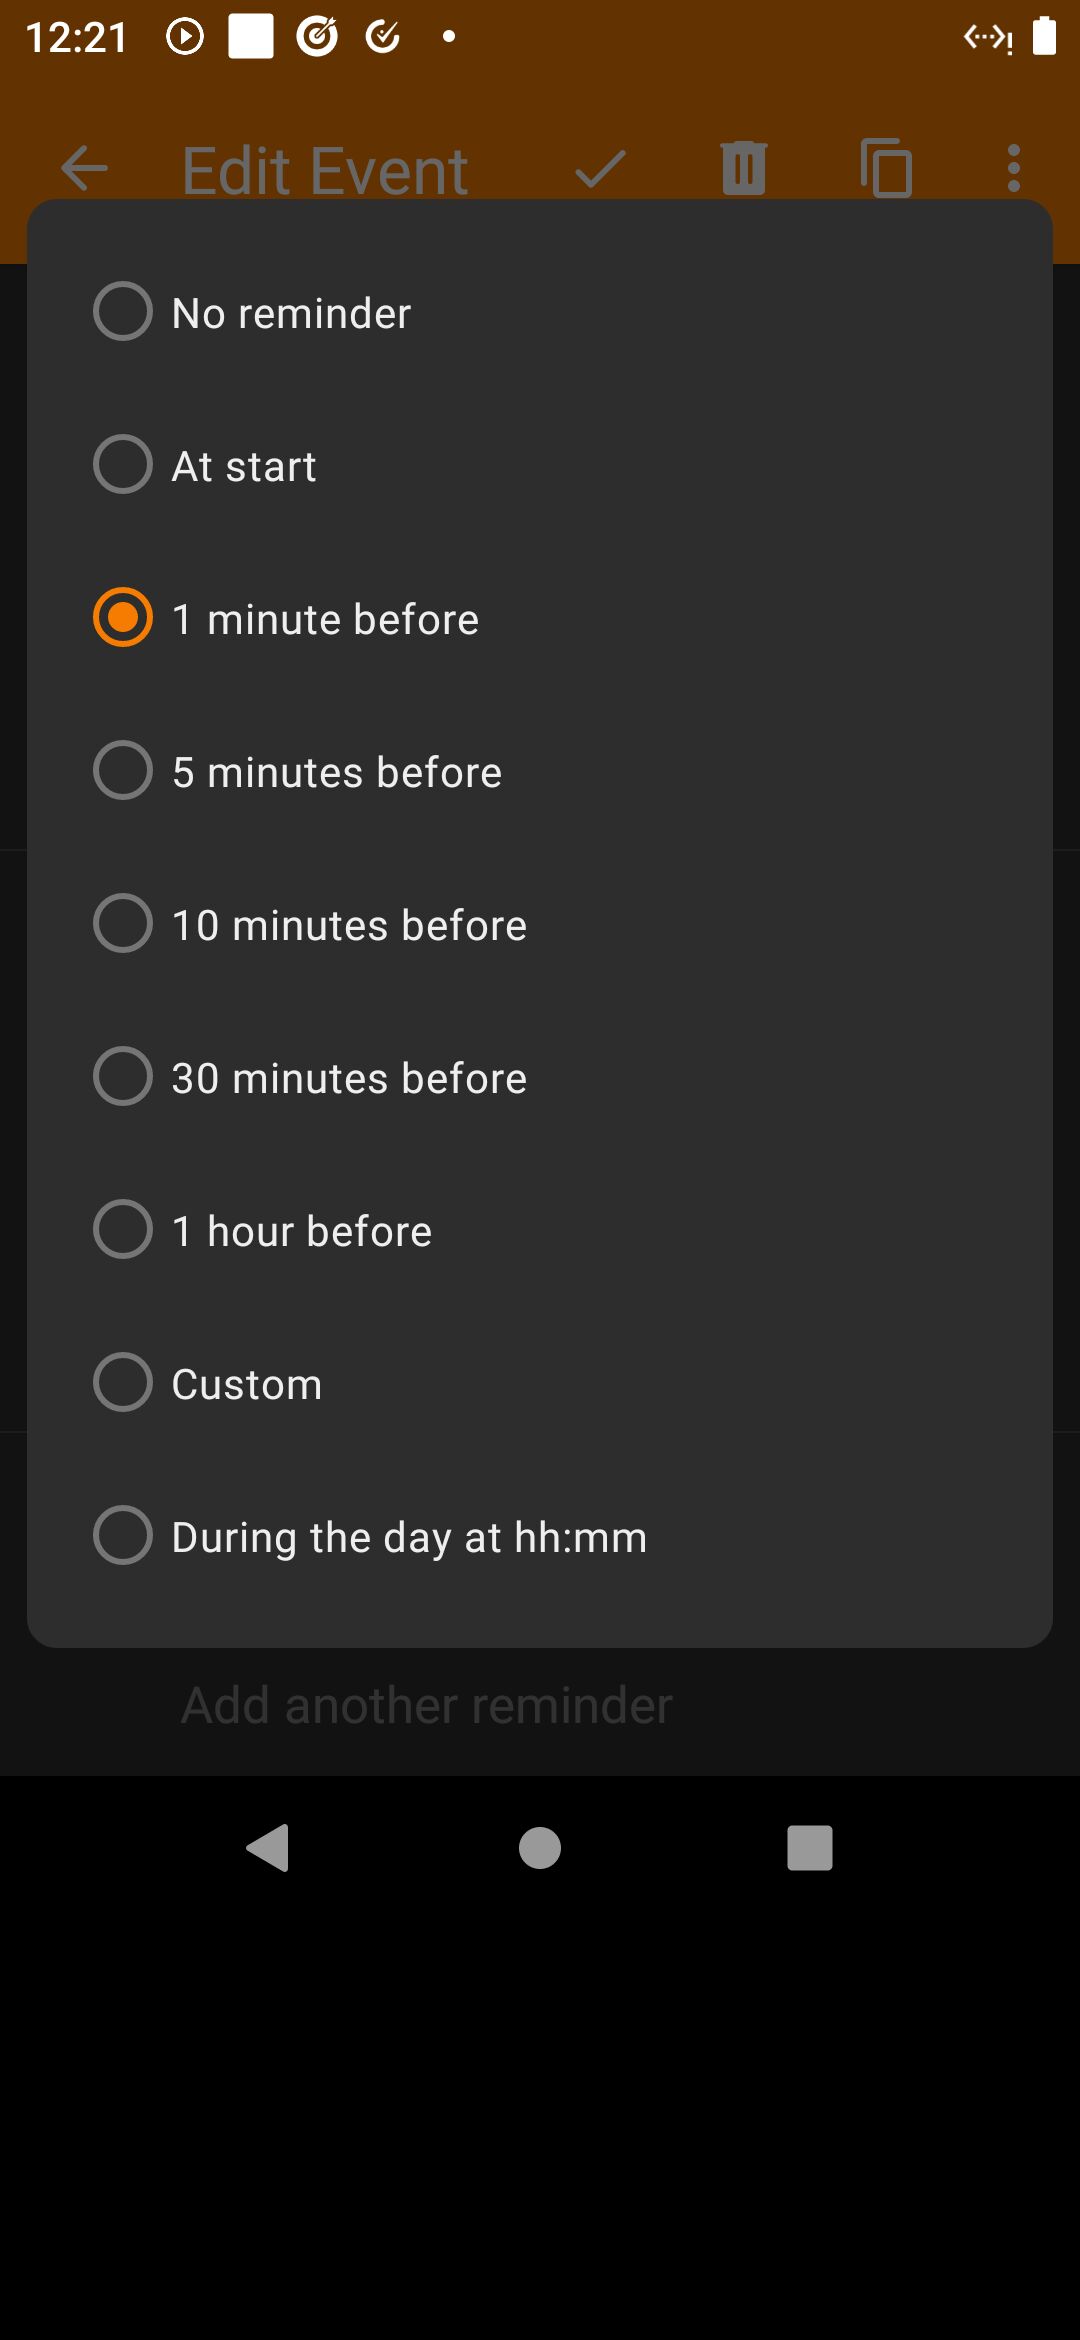 12:21
Edit Event
No reminder
At start
1 minute before
5 minutes before
10 minutes before
30 minutes before
1 hour before
Custom
During the day at hh:mm
Add another reminder